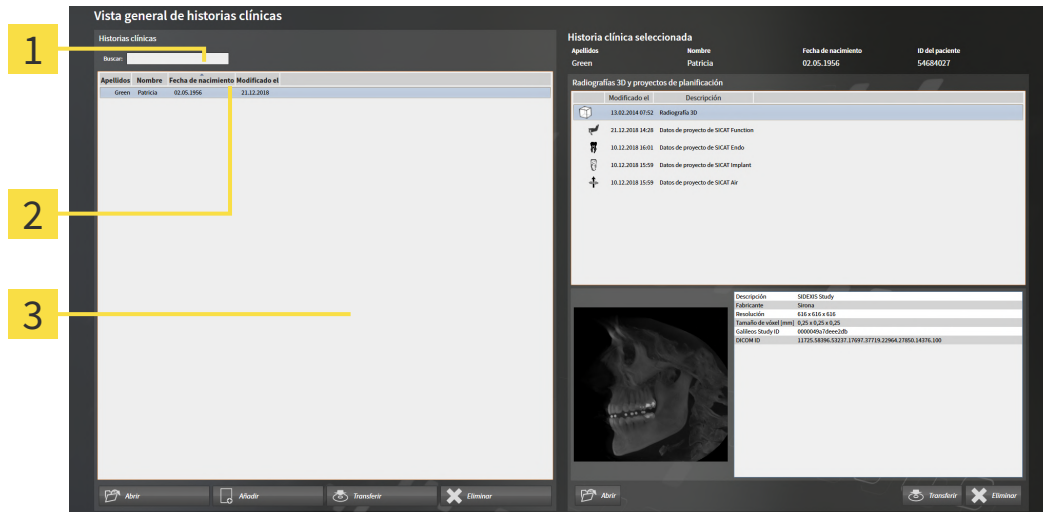 Vista general de historias clínicas
1
2
3
Historias clínicas
Buscar:
Apellidos Nombre Fecha de nacimiento Modificado el
Green Patricia 02.05.1956 21.12.2018
Abrir Añadir Transferir Eliminar
Historia clínica seleccionada
Apellidos Nombre Fecha de nacimiento ID del paciente
Green Patricia 02.05.1956 54684027
Radiografías 3D y proyectos de planificación
Modificado el Descripción
13.02.2014 07:52 Radiografía 3D
21.12.2018 14:28 Datos de proyecto de SICAT Function
10.12.2018 16:01 Datos de proyecto de SICAT Endo
10.12.2018 15:59 Datos de proyecto de SICAT Implant
10.12.2018 15:59 Datos de proyecto de SICAT Air
Descripción SIDEXIS Study
Fabricante Sirona
Resolución 616 x 616 x 616
Tamaño de vóxel [mm] 0,25 x 0,25 x 0,25
Galileos Study ID 0000049a7deee2db
DICOM ID 11725.58396.53237.17697.37719.22964.27850.14376.100
Abrir Transferir Eliminar